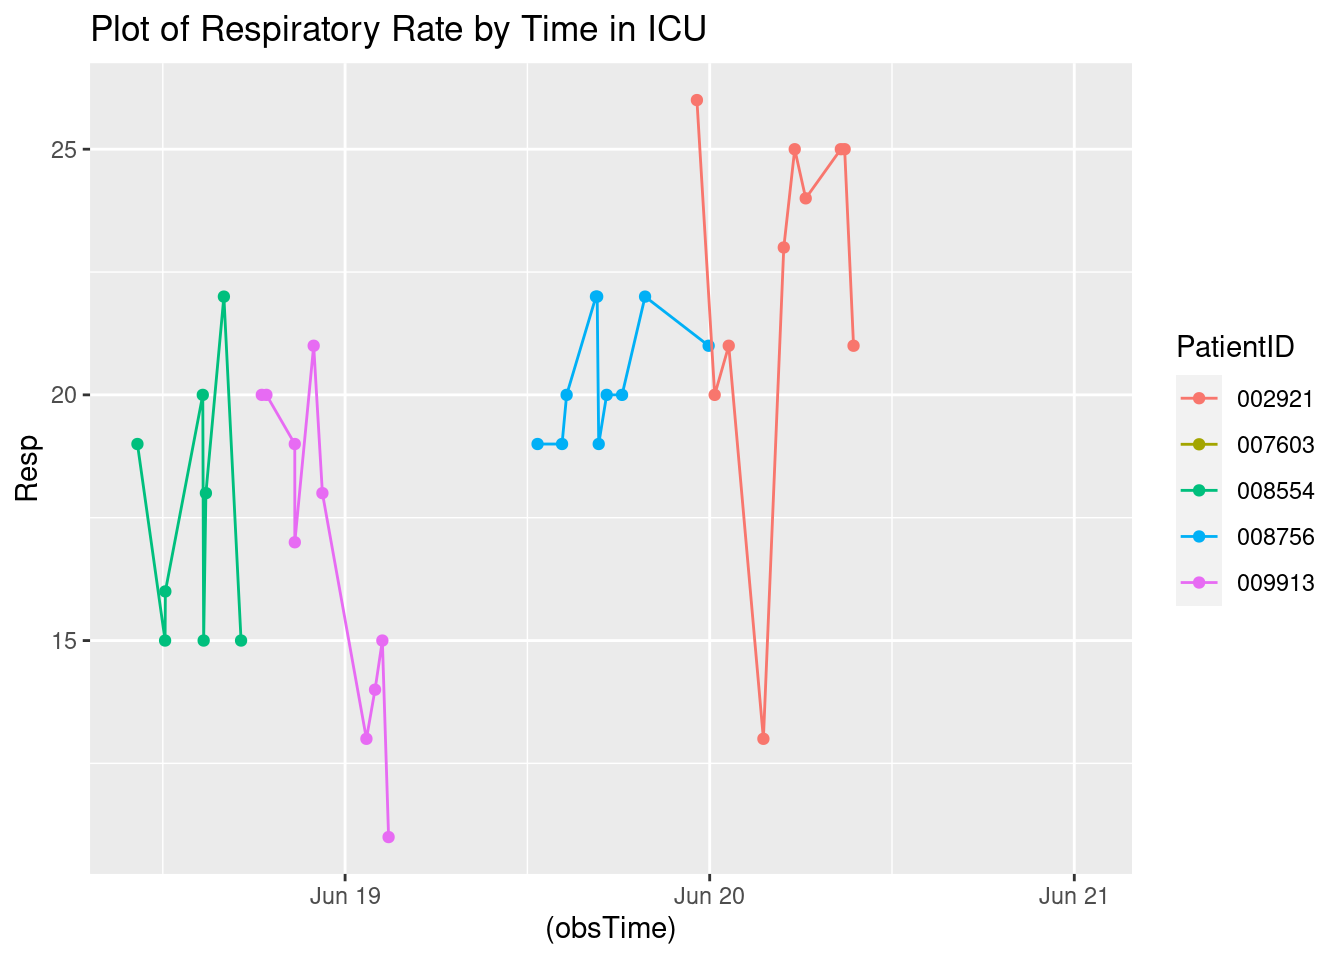 Plot of Respiratory Rate by Time in ICU
25
20
15
Resp
Jun 19
Jun 20
Jun 21
(obsTime)
PatientID
002921
007603
008554
008756
009913